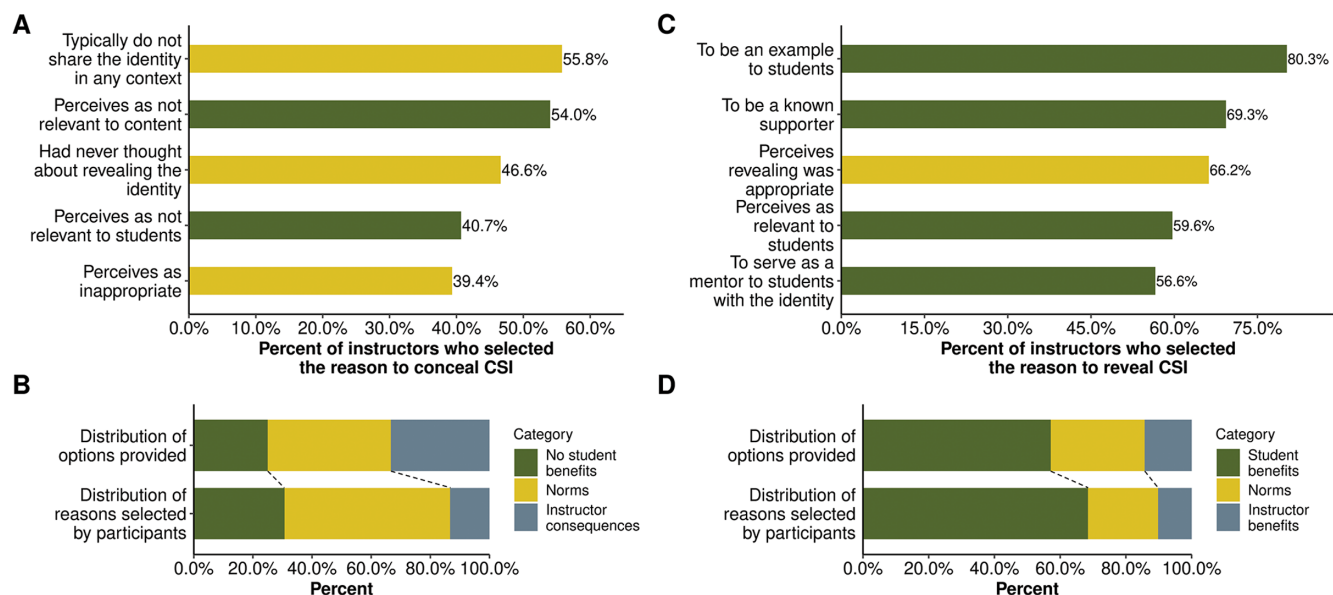 A
Typically do not
share the identity
in any context
55.8%
Perceives as not
relevant to content
54.0%
Had never thought
about revealing the
identity
46.6%
Perceives as not
relevant to students
40.7%
Perceives as
inappropriate
39.4%
0.0% 10.0% 20.0% 30.0% 40.0% 50.0% 60.0%
Percent of instructors who selected
the reason to conceal CSI
C
To be an example
to students
80.3%
To be a known
supporter
69.3%
Perceives
revealing was
appropriate
66.2%
Perceives as
relevant to
students
59.6%
To serve as a
mentor to students
with the identity
56.6%
0.0% 15.0% 30.0% 45.0% 60.0% 75.0%
Percent of instructors who selected
the reason to reveal CSI
B
Distribution of
options provided
Distribution of
reasons selected
by participants
0.0% 20.0% 40.0% 60.0% 80.0% 100.0%
Percent
Category
No student
benefits
Norms
Instructor
consequences
D
Distribution of
options provided
Distribution of
reasons selected
by participants
0.0% 20.0% 40.0% 60.0% 80.0% 100.0%
Percent
Category
Student
benefits
Norms
Instructor
benefits